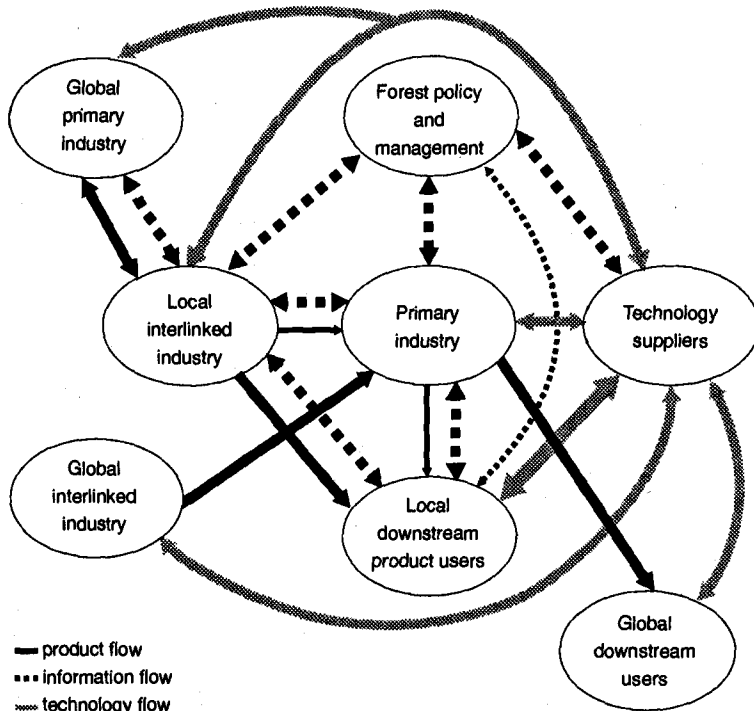 Global
primary
industry
Forest policy
and
management
Local
interlinked
industry
Primary
industry
Technology
suppliers
Global
interlinked
industry
Local
downstream
product users
Global
downstream
users
product flow
information flow
technology flow